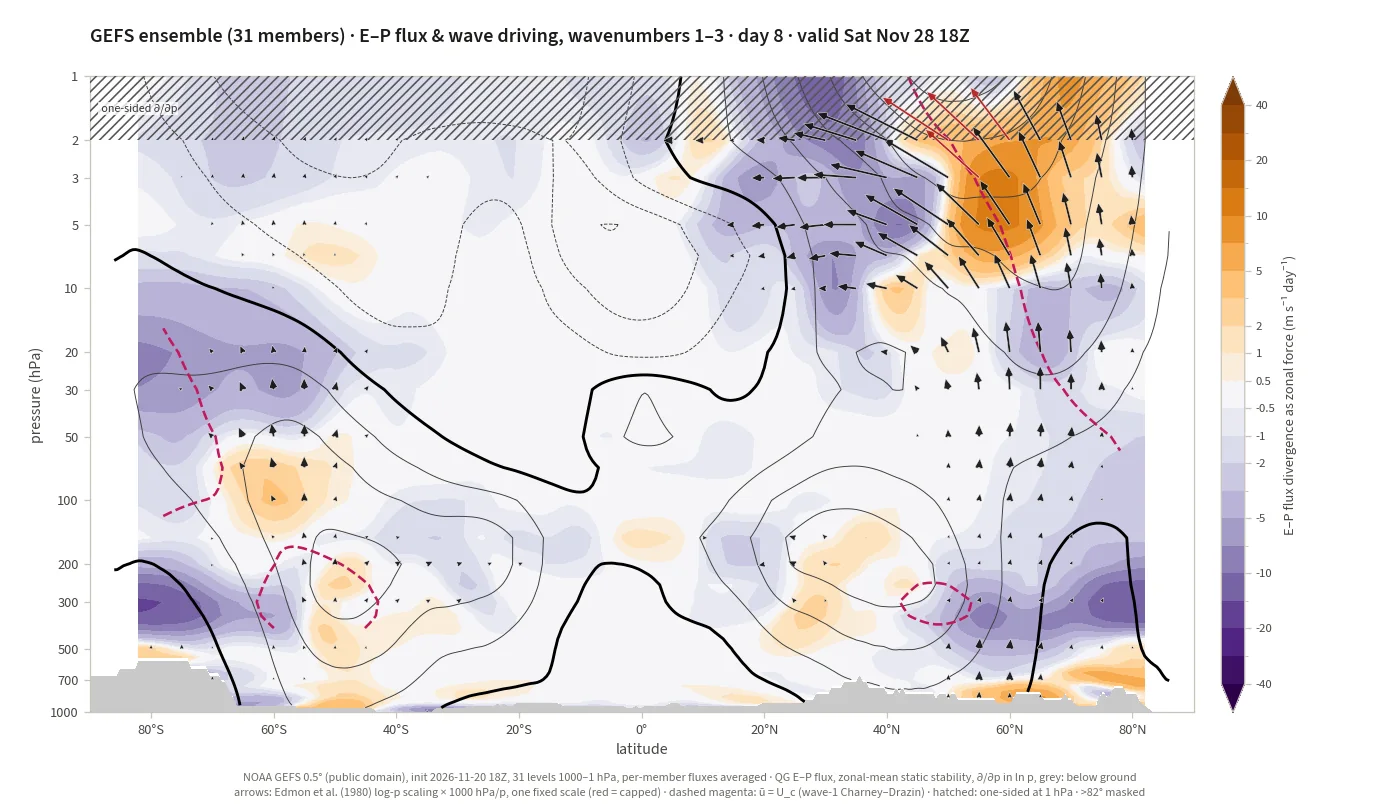 GEFS ensemble (31 members) · E–P flux & wave driving, wavenumbers 1–3 · day 8 · valid Sat Nov 28 18Z
one-sided ∂/∂p
pressure (hPa)
1
2
3
5
10
20
30
50
100
200
300
500
700
1000
80°S
60°S
40°S
20°S
0°
20°N
40°N
60°N
80°N
latitude
40
20
10
5
2
1
0.5
-0.5
-1
-2
-5
-10
-20
-40
E–P flux divergence as zonal force (m s⁻¹ day⁻¹)
NOAA GEFS 0.5° (public domain), init 2026-11-20 18Z, 31 levels 1000–1 hPa, per-member fluxes averaged · QG E–P flux, zonal-mean static stability, ∂/∂p in ln p, grey: below ground
arrows: Edmon et al. (1980) log-p scaling × 1000 hPa/p, one fixed scale (red = capped) · dashed magenta: ū = U_c (wave-1 Charney–Drazin) · hatched: one-sided at 1 hPa · >82° masked